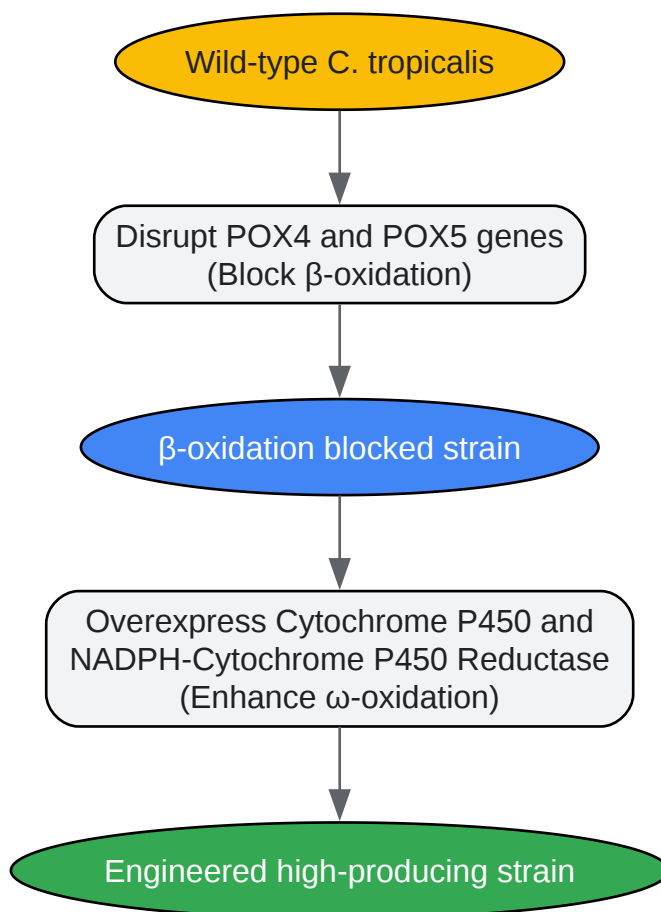 Wild-type C. tropicalis
Disrupt POX4 and POX5 genes
(Block β-oxidation)
β-oxidation blocked strain
Overexpress Cytochrome P450 and
NADPH-Cytochrome P450 Reductase
(Enhance ω-oxidation)
Engineered high-producing strain